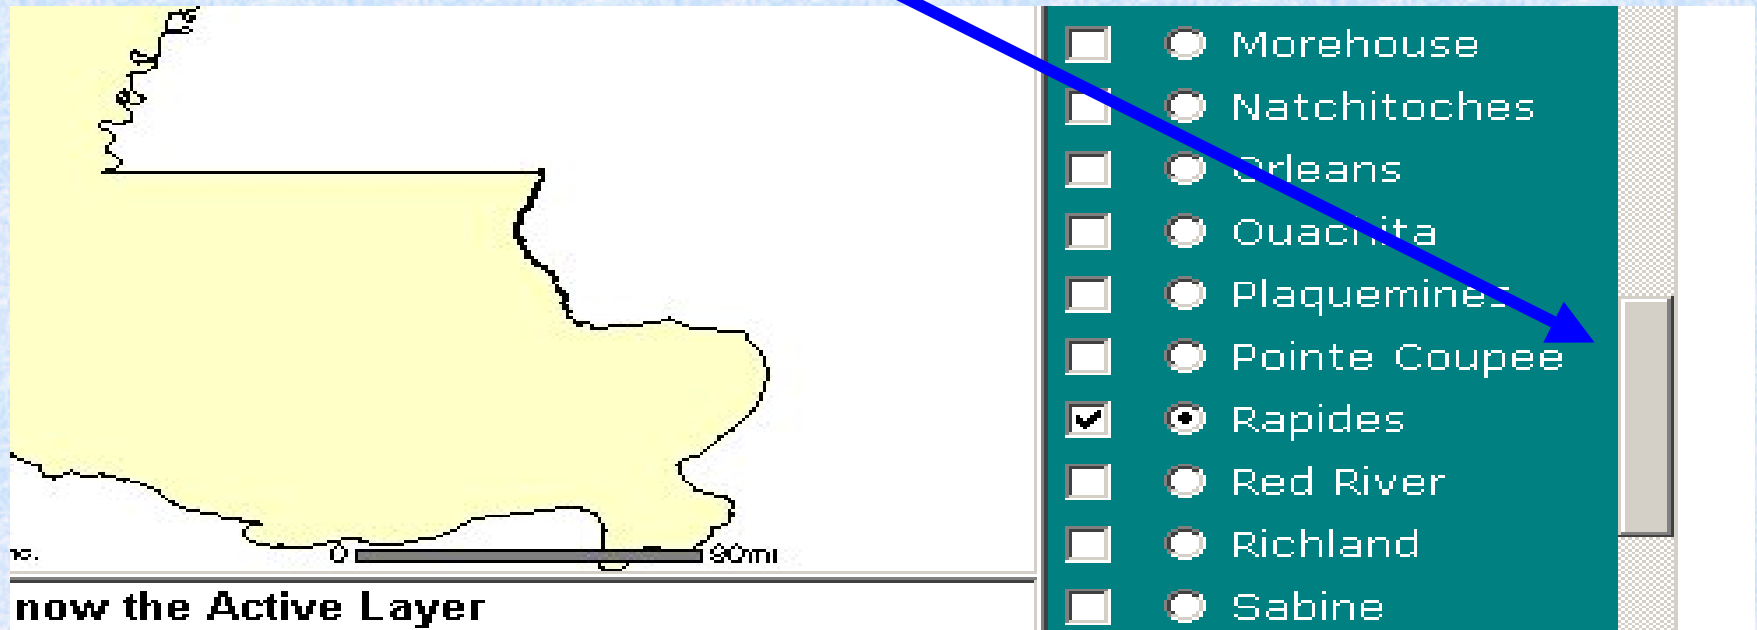 Morehouse
Natchitoches
Orleans
Ouachita
Plaquemines
Pointe Coupee
Rapides
Red River
Richland
Sabine
0 90mi
now the Active Layer